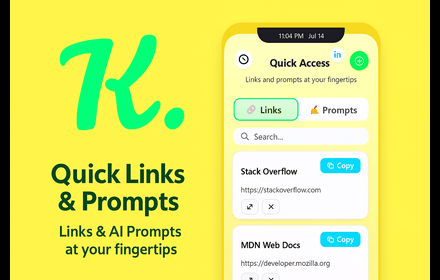 K.
Quick Links
& Prompts
Links & AI Prompts
at your fingertips
11:04 PM Jul 14
in
Quick Access
Links and prompts at your fingertips
Links
Prompts
Search...
Stack Overflow
Copy
https://stackoverflow.com
MDN Web Docs
Copy
https://developer.mozilla.org